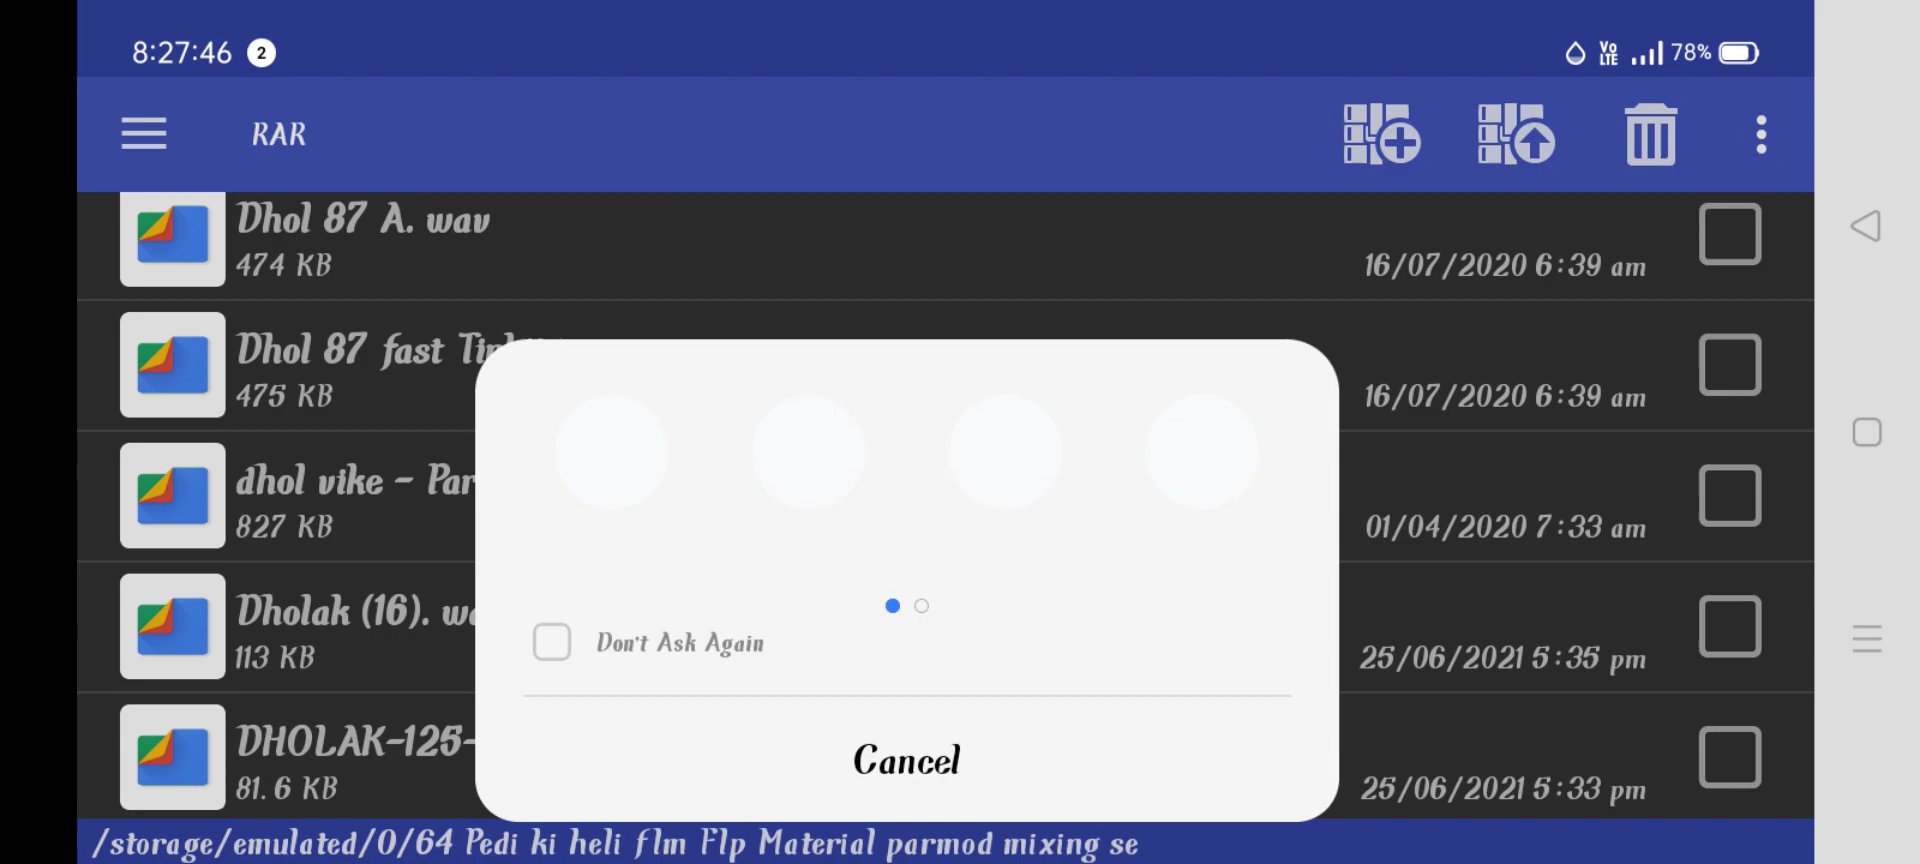 8:27:46 2 Vo LTE 78%
RAR
Dhol 87 A. wav
474 KB 16/07/2020 6:39 am
Dhol 87 fast
475 KB 16/07/2020 6:39 am
dhol vike -
827 KB 01/04/2020 7:33 am
Dholak (16).
113 KB 25/06/2021 5:35 pm
DHOLAK-125-
81.6 KB 25/06/2021 5:33 pm
Don't Ask Again
Cancel
/storage/emulated/0/64 Pedi ki heli flm Flp Material parmod mixing se